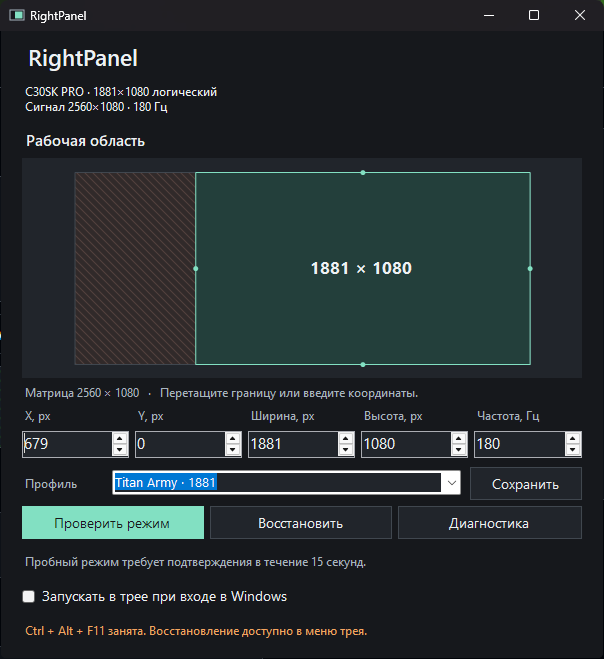 RightPanel
RightPanel
C30SK PRO · 1881×1080 логический
Сигнал 2560×1080 · 180 Гц
Рабочая область
1881 × 1080
Матрица 2560 × 1080 · Перетащите границу или введите координаты.
X, px Y, px Ширина, px Высота, px Частота, Гц
679 0 1881 1080 180
Профиль Titan Army · 1881 Сохранить
Проверить режим Восстановить Диагностика
Пробный режим требует подтверждения в течение 15 секунд.
Запускать в трее при входе в Windows
Ctrl + Alt + F11 занята. Восстановление доступно в меню трея.